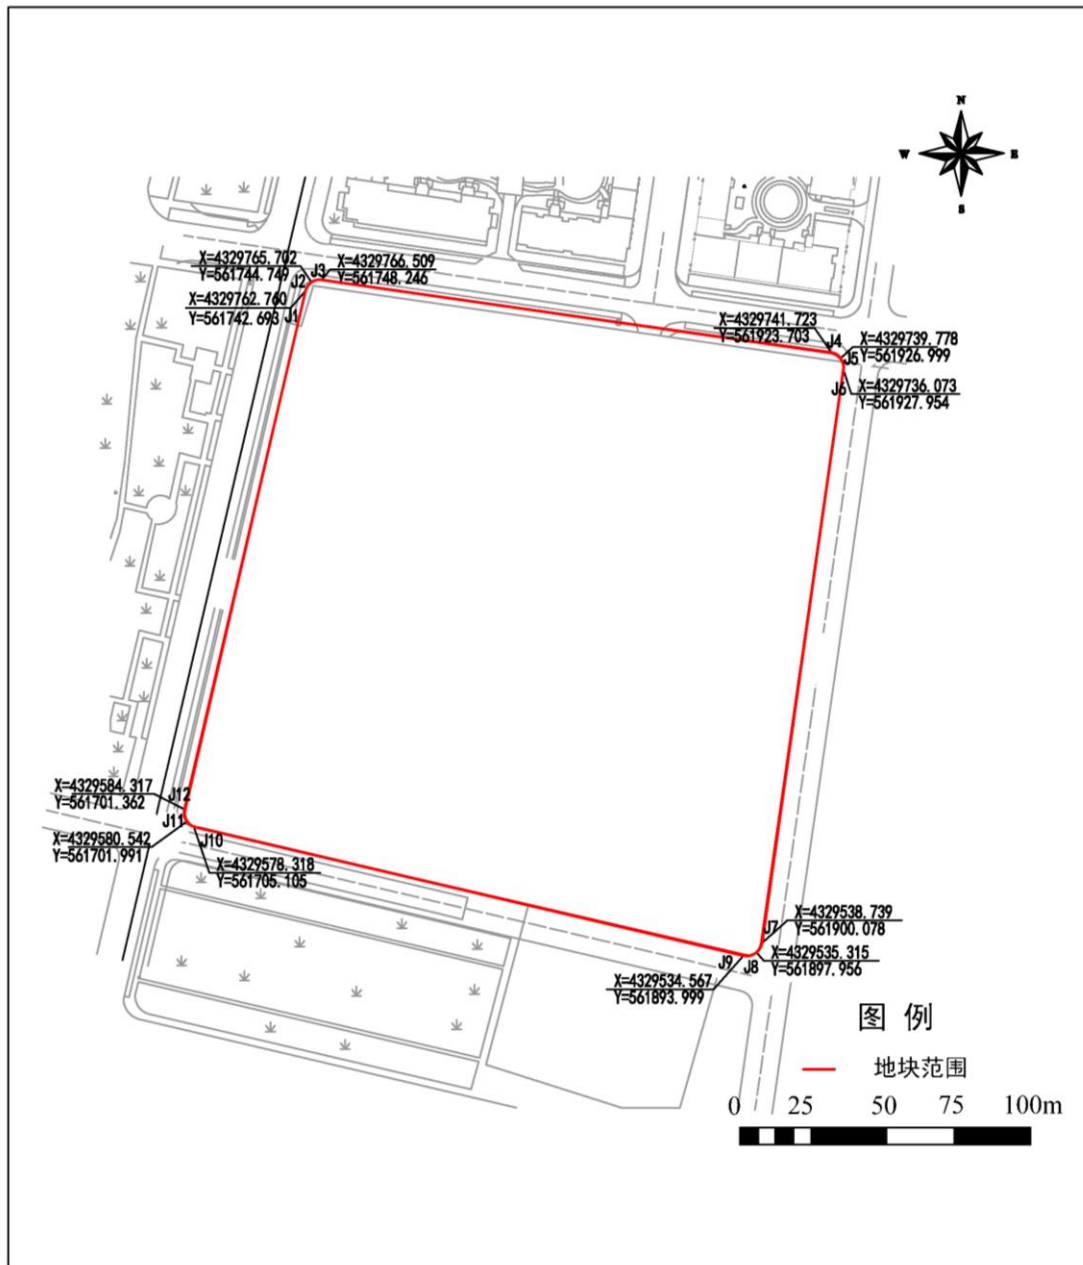 N
W
E
S
X=4329765.702
Y=561744.749
J2
J3
X=4329766.509
Y=561748.246
X=4329762.760
Y=561742.693
J1
X=4329741.723
Y=561923.703
J4
X=4329739.778
Y=561926.999
J5
J6
X=4329736.073
Y=561927.954
X=4329584.317
Y=561701.362
J12
J11
X=4329580.542
Y=561701.991
J10
X=4329578.318
Y=561705.105
J7
X=4329538.739
Y=561900.078
J9
J8
X=4329535.315
Y=561897.956
X=4329534.567
Y=561893.999
图 例
地块范围
0 25 50 75 100m